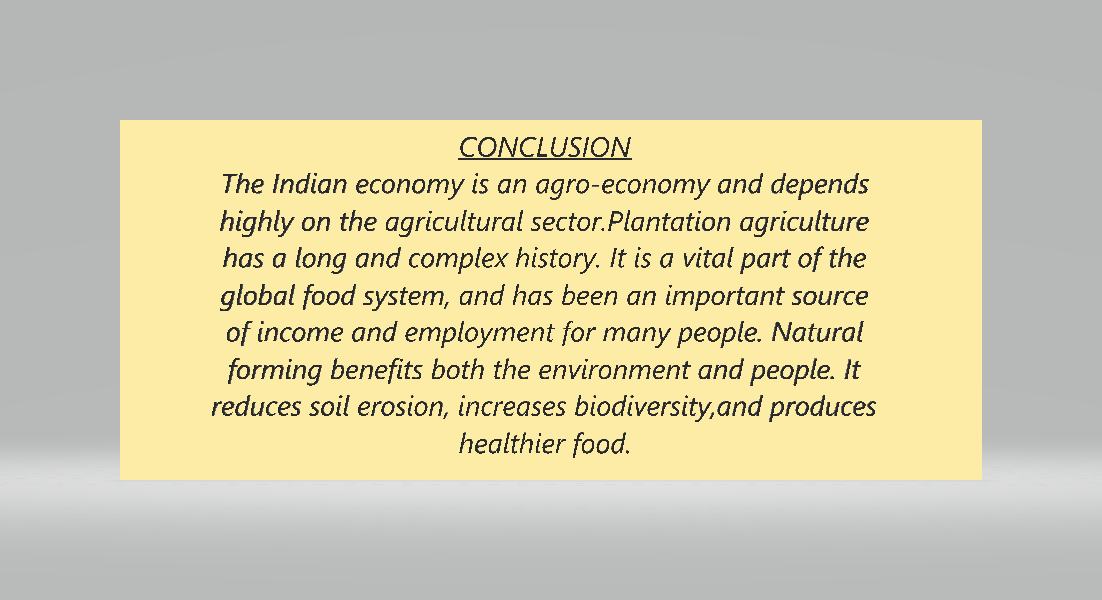 CONCLUSION
The Indian economy is an agro-economy and depends
highly on the agricultural sector.Plantation agriculture
has a long and complex history. It is a vital part of the
global food system, and has been an important source
of income and employment for many people. Natural
forming benefits both the environment and people. It
reduces soil erosion, increases biodiversity,and produces
healthier food.